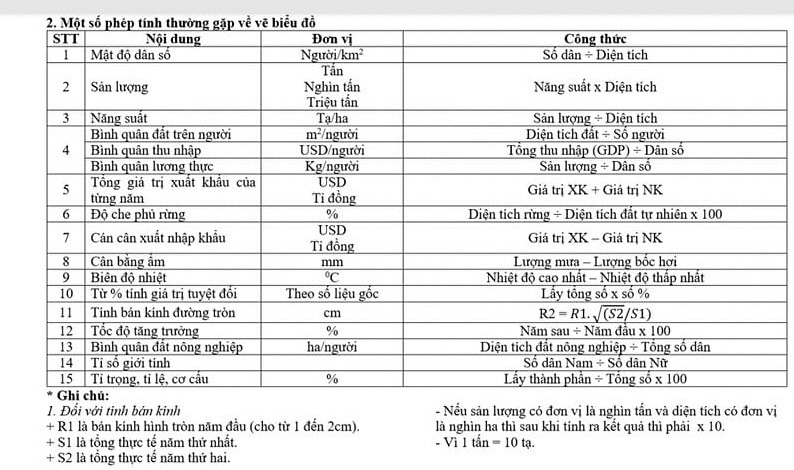 2. Một số phép tính thường gặp về vẽ biểu đồ
STT Nội dung Đơn vị Công thức
1 Mật độ dân số Người/km² Số dân ÷ Diện tích
2 Sản lượng Tấn Nghìn tấn Triệu tấn Năng suất x Diện tích
3 Năng suất Tạ/ha Sản lượng ÷ Diện tích
4 Bình quân đất trên người m²/người Diện tích đất ÷ Số người
Bình quân thu nhập USD/người Tổng thu nhập (GDP) ÷ Dân số
Bình quân lương thực Kg/người Sản lượng ÷ Dân số
5 Tổng giá trị xuất khẩu của từng năm USD Tỉ đồng Giá trị XK + Giá trị NK
6 Độ che phủ rừng % Diện tích rừng ÷ Diện tích đất tự nhiên x 100
7 Cán cân xuất nhập khẩu USD Tỉ đồng Giá trị XK – Giá trị NK
8 Cân bằng ẩm mm Lượng mưa – Lượng bốc hơi
9 Biên độ nhiệt ⁰C Nhiệt độ cao nhất – Nhiệt độ thấp nhất
10 Từ % tính giá trị tuyệt đối Theo số liệu gốc Lấy tổng số x số %
11 Tính bán kính đường tròn cm R2 = R1.√(S2/S1)
12 Tốc độ tăng trưởng % Năm sau ÷ Năm đầu x 100
13 Bình quân đất nông nghiệp ha/người Diện tích đất nông nghiệp ÷ Tổng số dân
14 Tỉ số giới tính Số dân Nam ÷ Số dân Nữ
15 Tỉ trọng, tỉ lệ, cơ cấu % Lấy thành phần ÷ Tổng số x 100
* Ghi chú:
1. Đối với tính bán kính
+ R1 là bán kính hình tròn năm đầu (cho từ 1 đến 2cm).
+ S1 là tổng thực tế năm thứ nhất.
+ S2 là tổng thực tế năm thứ hai.
- Nếu sản lượng có đơn vị là nghìn tấn và diện tích có đơn vị
là nghìn ha thì sau khi tính ra kết quả thì phải x 10.
- Vì 1 tấn = 10 tạ.